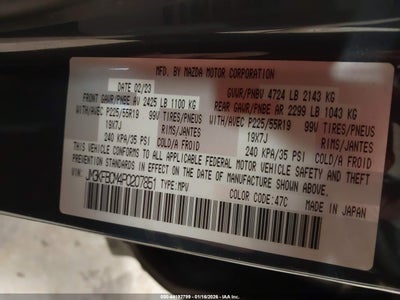 MFD. BY MAZDA MOTOR CORPORATION
DATE 02/23 GVWR/PNBV 4724 LB 2143 KG
FRONT GAWR/PNBE AV 2425 LB 1100 KG REAR GAWR/PNBE AR 2299 LB 1043 KG
WITH/AVEC P225/55R19 99V TIRES/PNEUS WITH/AVEC P225/55R19 99V TIRES/PNEUS
19X7J RIMS/JANTES 19X7J RIMS/JANTES
240 KPA/35 PSI COLD/A FROID 240 KPA/35 PSI COLD/A FROID
THIS VEHICLE CONFORMS TO ALL APPLICABLE FEDERAL MOTOR VEHICLE SAFETY, BUMPER, AND THEFT PREVENTION
STANDARDS IN EFFECT ON THE DATE OF MANUFACTURE SHOWN ABOVE.
VIN: TYPE: MPV
COLOR CODE: 47C MADE IN JAPAN
IAA Inc.